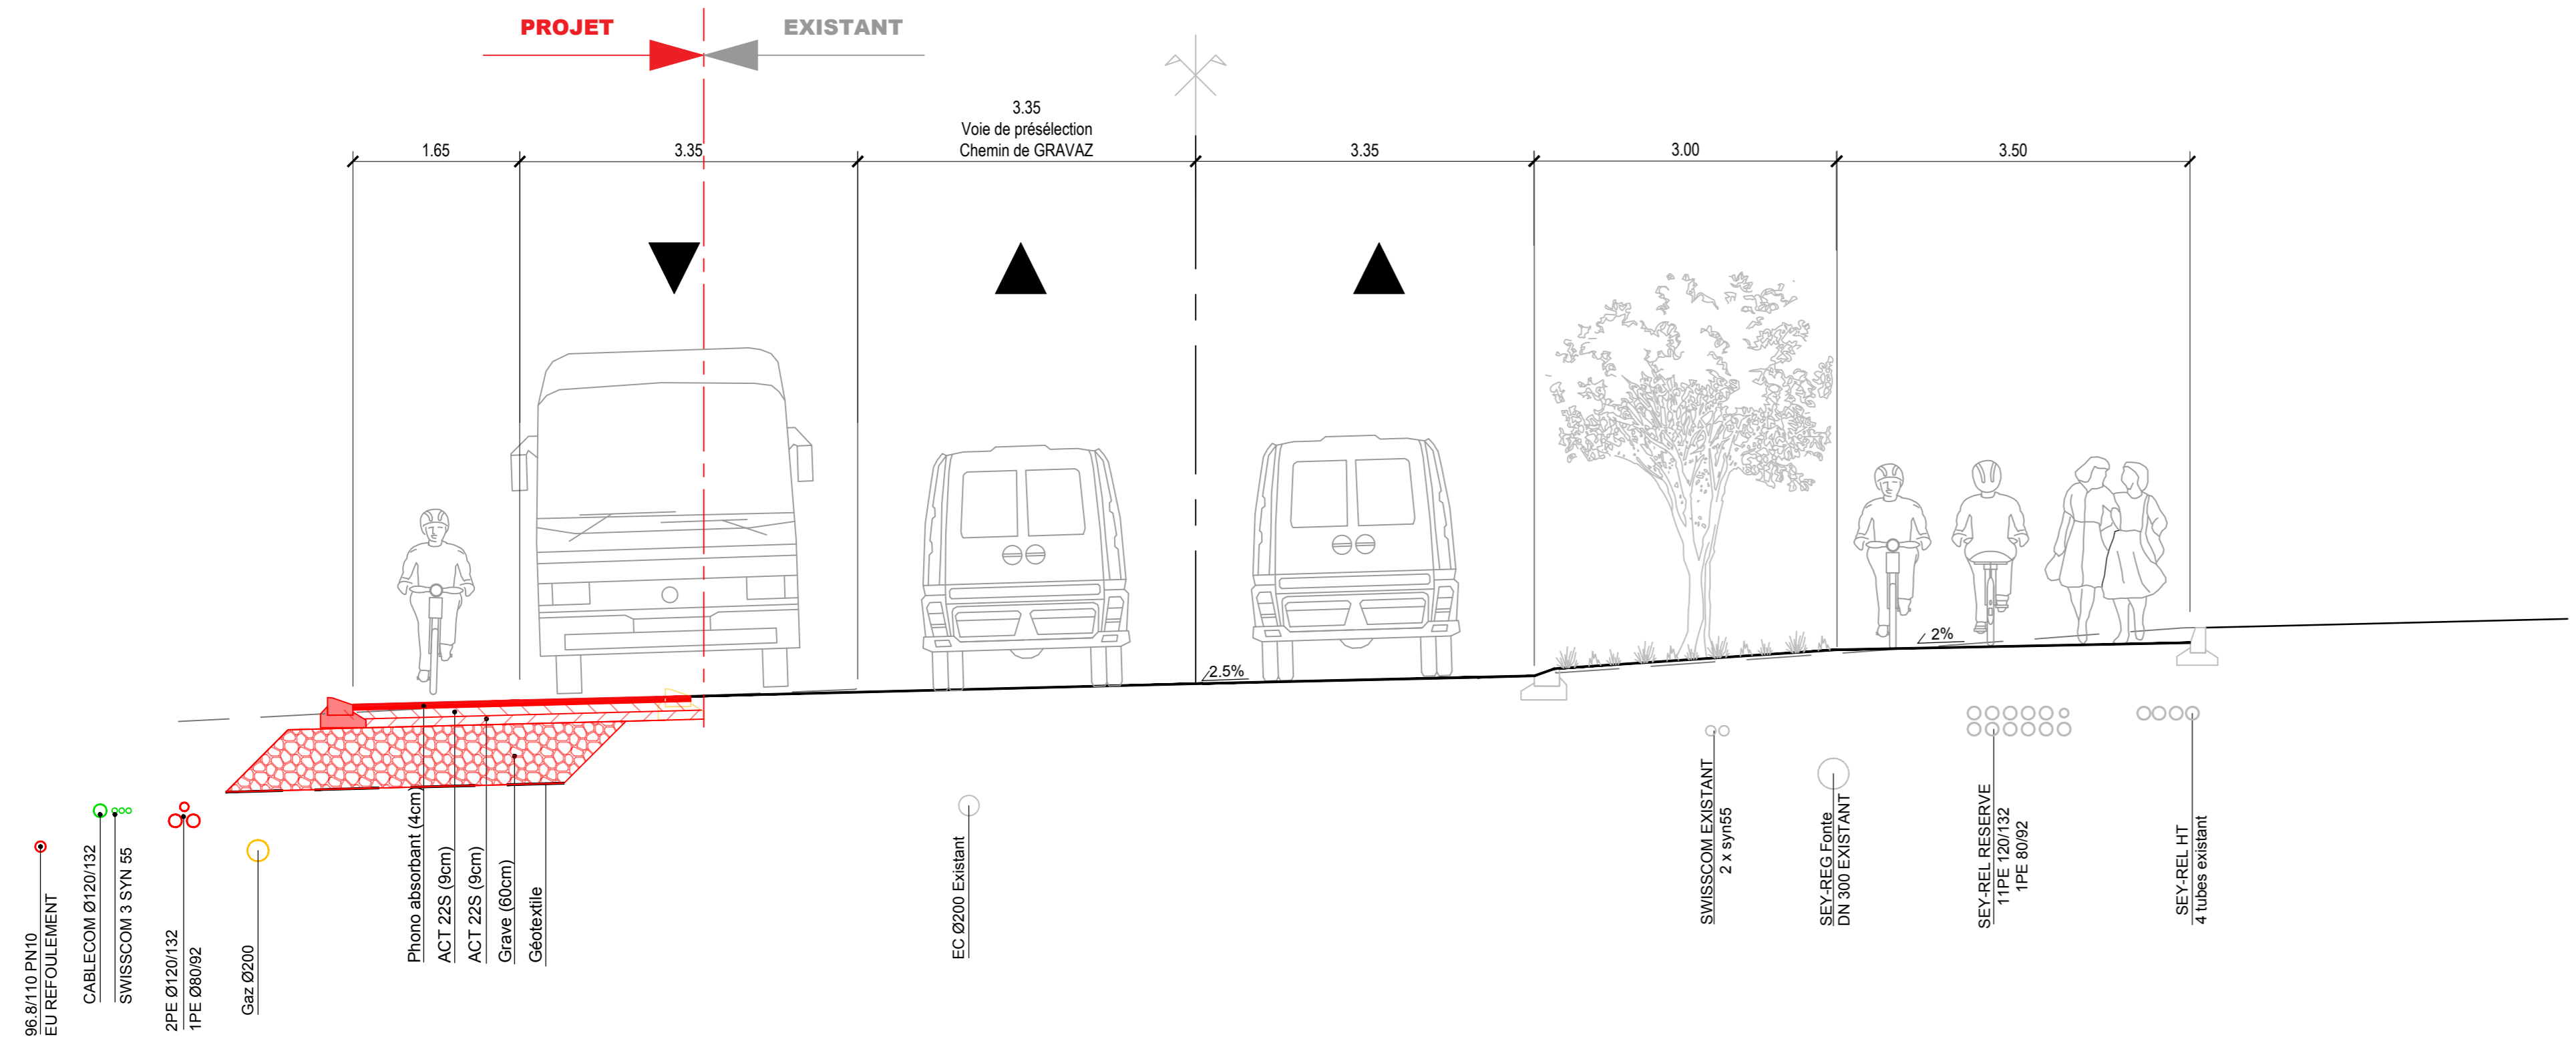 PROJET
EXISTANT
3.35
Voie de présélection
Chemin de GRAVAZ
1.65
3.35
3.35
3.00
3.50
2.5%
2%
96.8/110 PN10
EU REFOULEMENT
CABLECOM Ø120/132
SWISSCOM 3 SYN 55
2PE Ø120/132
1PE Ø80/92
Gaz Ø200
Phono absorbant (4cm)
ACT 22S (9cm)
ACT 22S (9cm)
Grave (60cm)
Géotextile
EC Ø200 Existant
SWISSCOM EXISTANT
2 x syn55
SEY-REG Fonte
DN 300 EXISTANT
SEY-REL RESERVE
11PE 120/132
1PE 80/92
SEY-REL HT
4 tubes existant